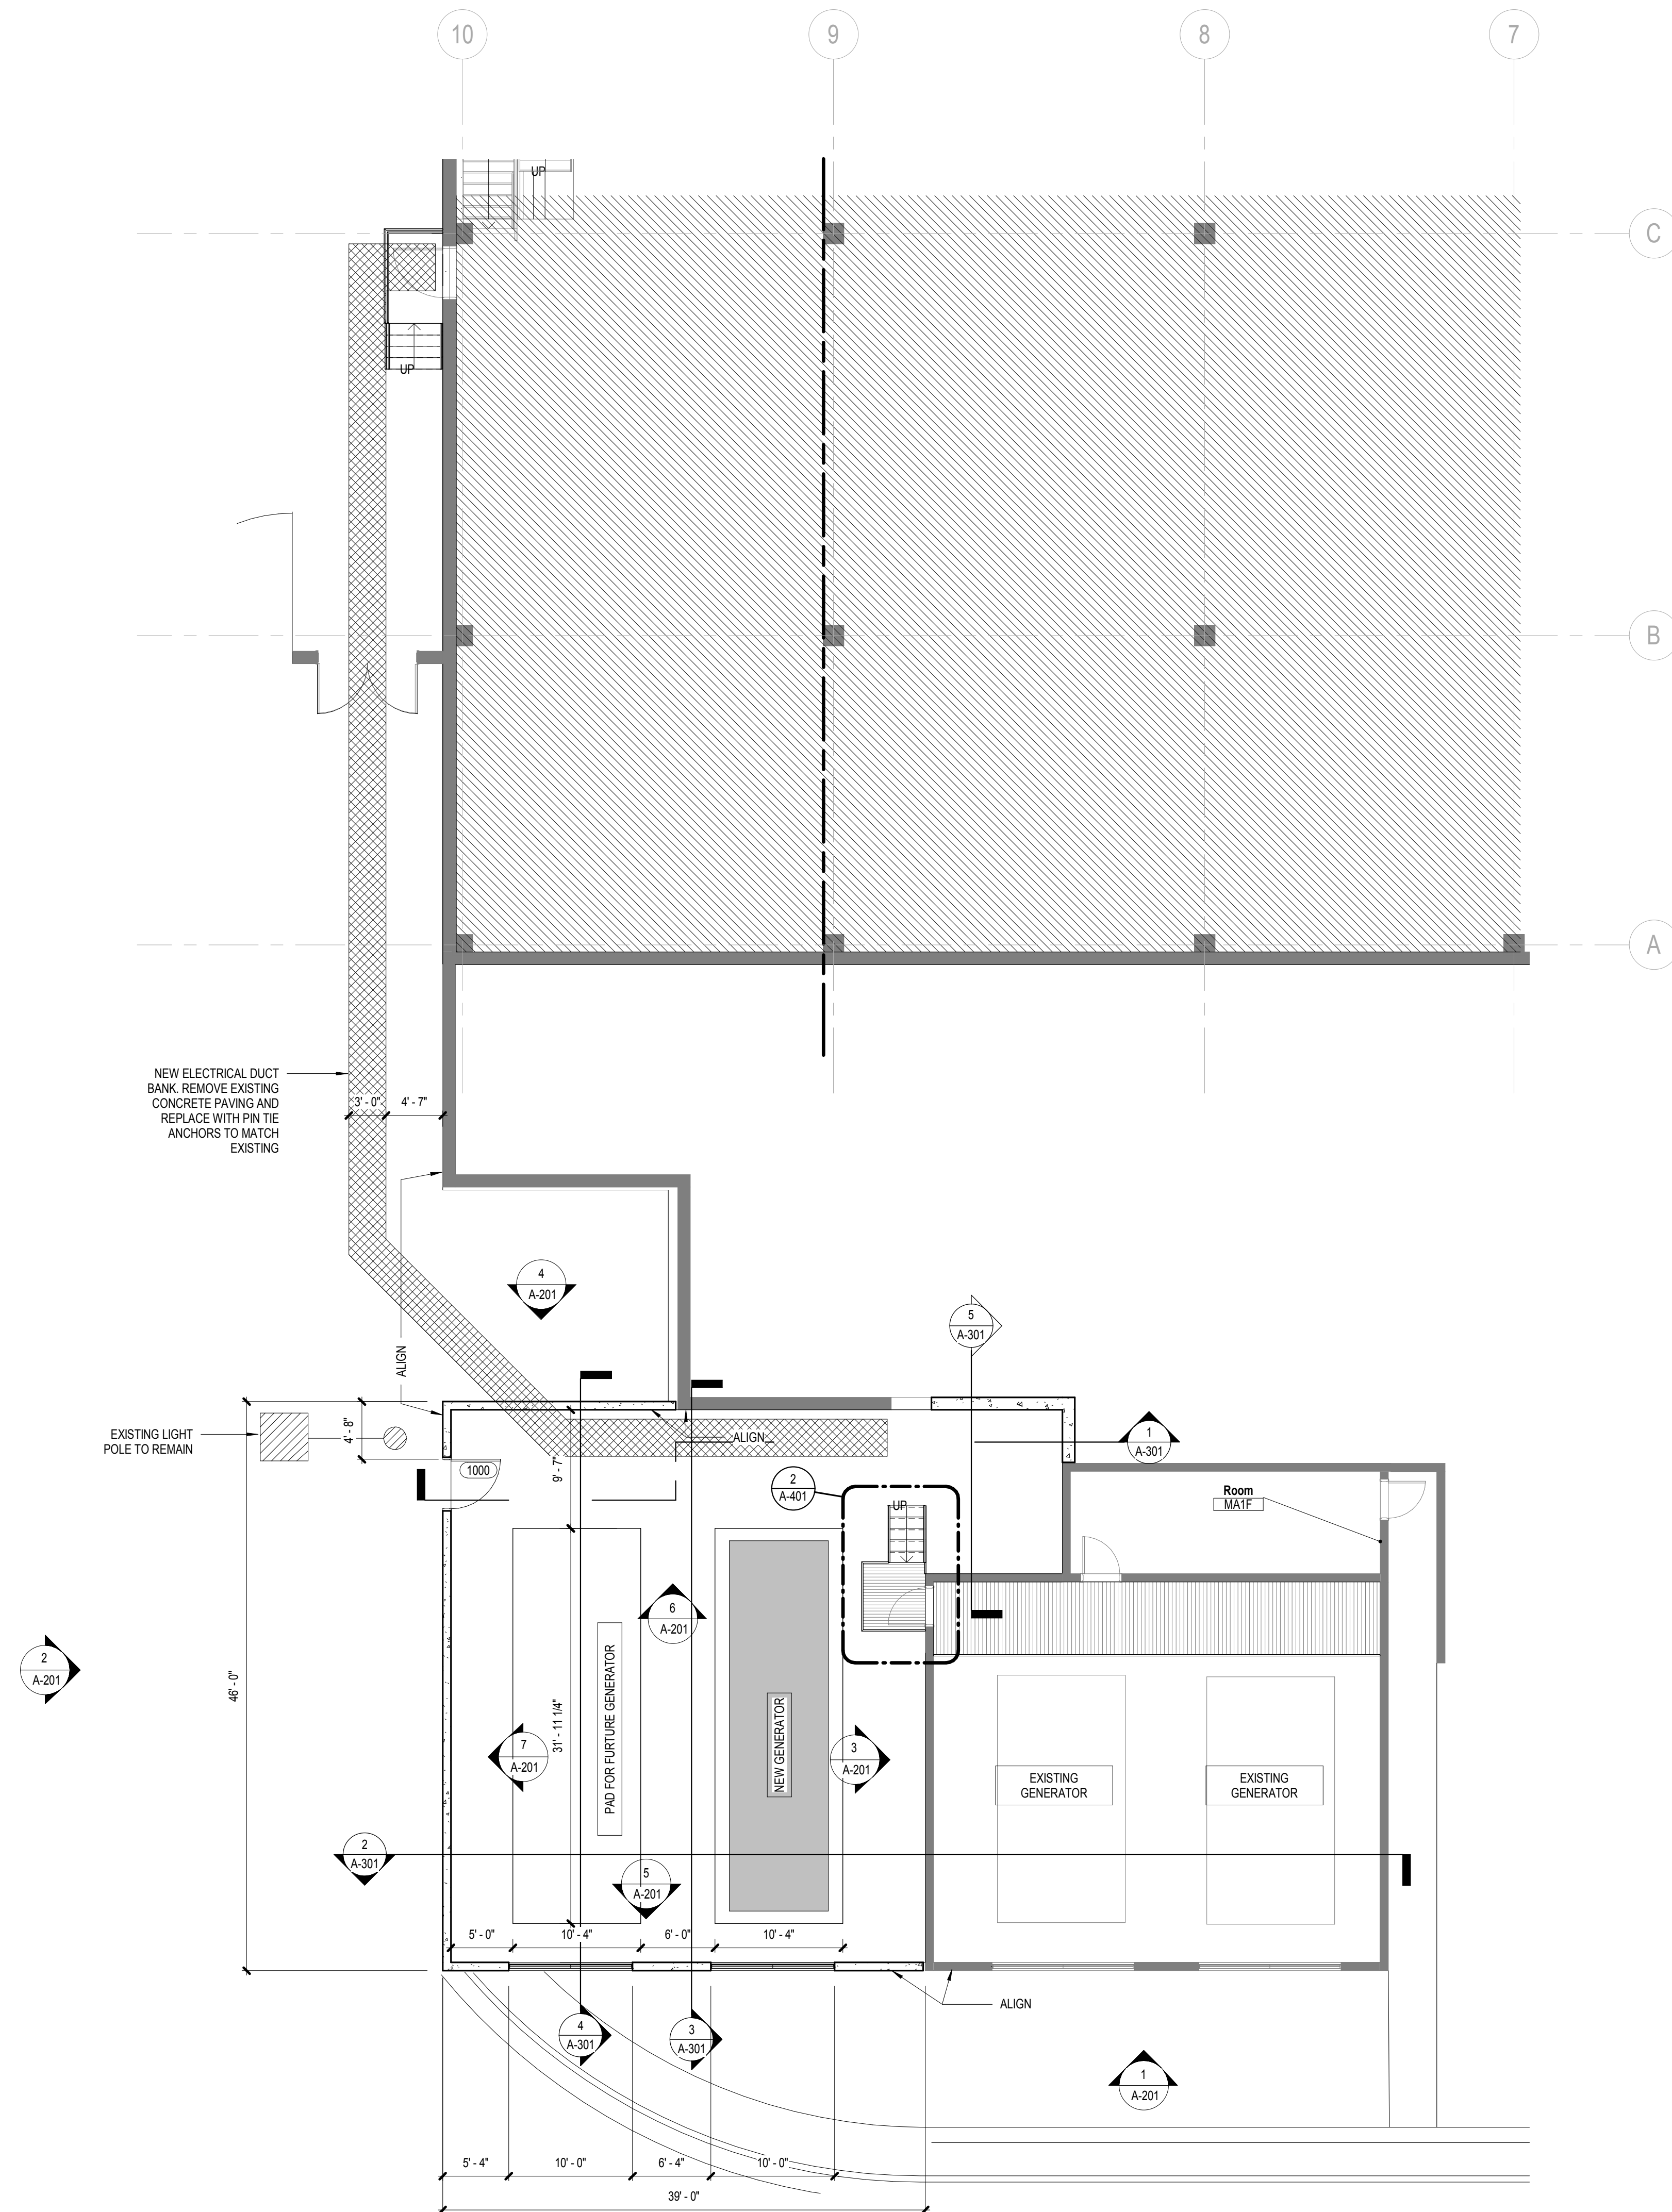 10
9
8
7
UP
C
UP
B
A
NEW ELECTRICAL DUCT
BANK. REMOVE EXISTING
CONCRETE PAVING AND
REPLACE WITH PIN TIE
ANCHORS TO MATCH
EXISTING
3' - 0"
4' - 7"
4
A-201
5
A-301
ALIGN
EXISTING LIGHT
POLE TO REMAIN
4' - 8"
ALIGN
1
A-301
9' - 7"
1000
2
A-401
UP
Room
MA1F
6
A-201
2
A-201
46' - 0"
PAD FOR FURTURE GENERATOR
31' - 11 1/4"
NEW GENERATOR
7
A-201
3
A-201
EXISTING
GENERATOR
EXISTING
GENERATOR
2
A-301
5
A-201
5' - 0"
10' - 4"
6' - 0"
10' - 4"
ALIGN
4
A-301
3
A-301
1
A-201
5' - 4"
10' - 0"
6' - 4"
10' - 0"
39' - 0"